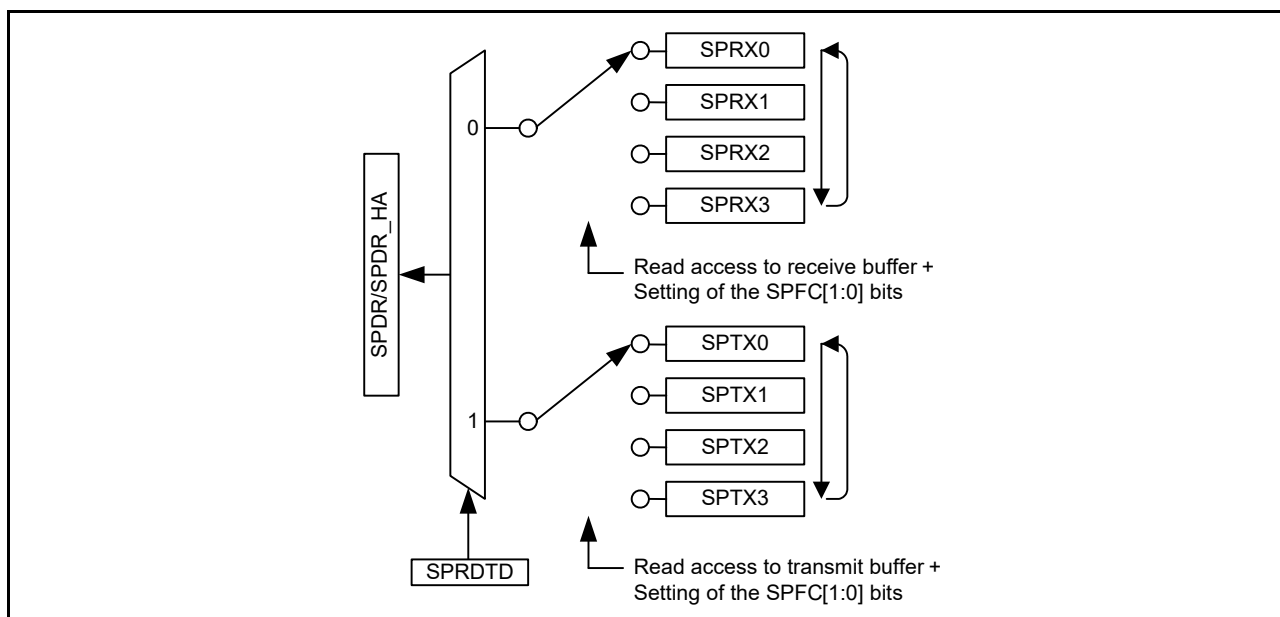 SPRX0
SPRX1
SPRX2
SPRX3
0
SPDR/SPDR_HA
Read access to receive buffer +
Setting of the SPFC[1:0] bits
SPTX0
SPTX1
SPTX2
SPTX3
1
SPRDTD
Read access to transmit buffer +
Setting of the SPFC[1:0] bits